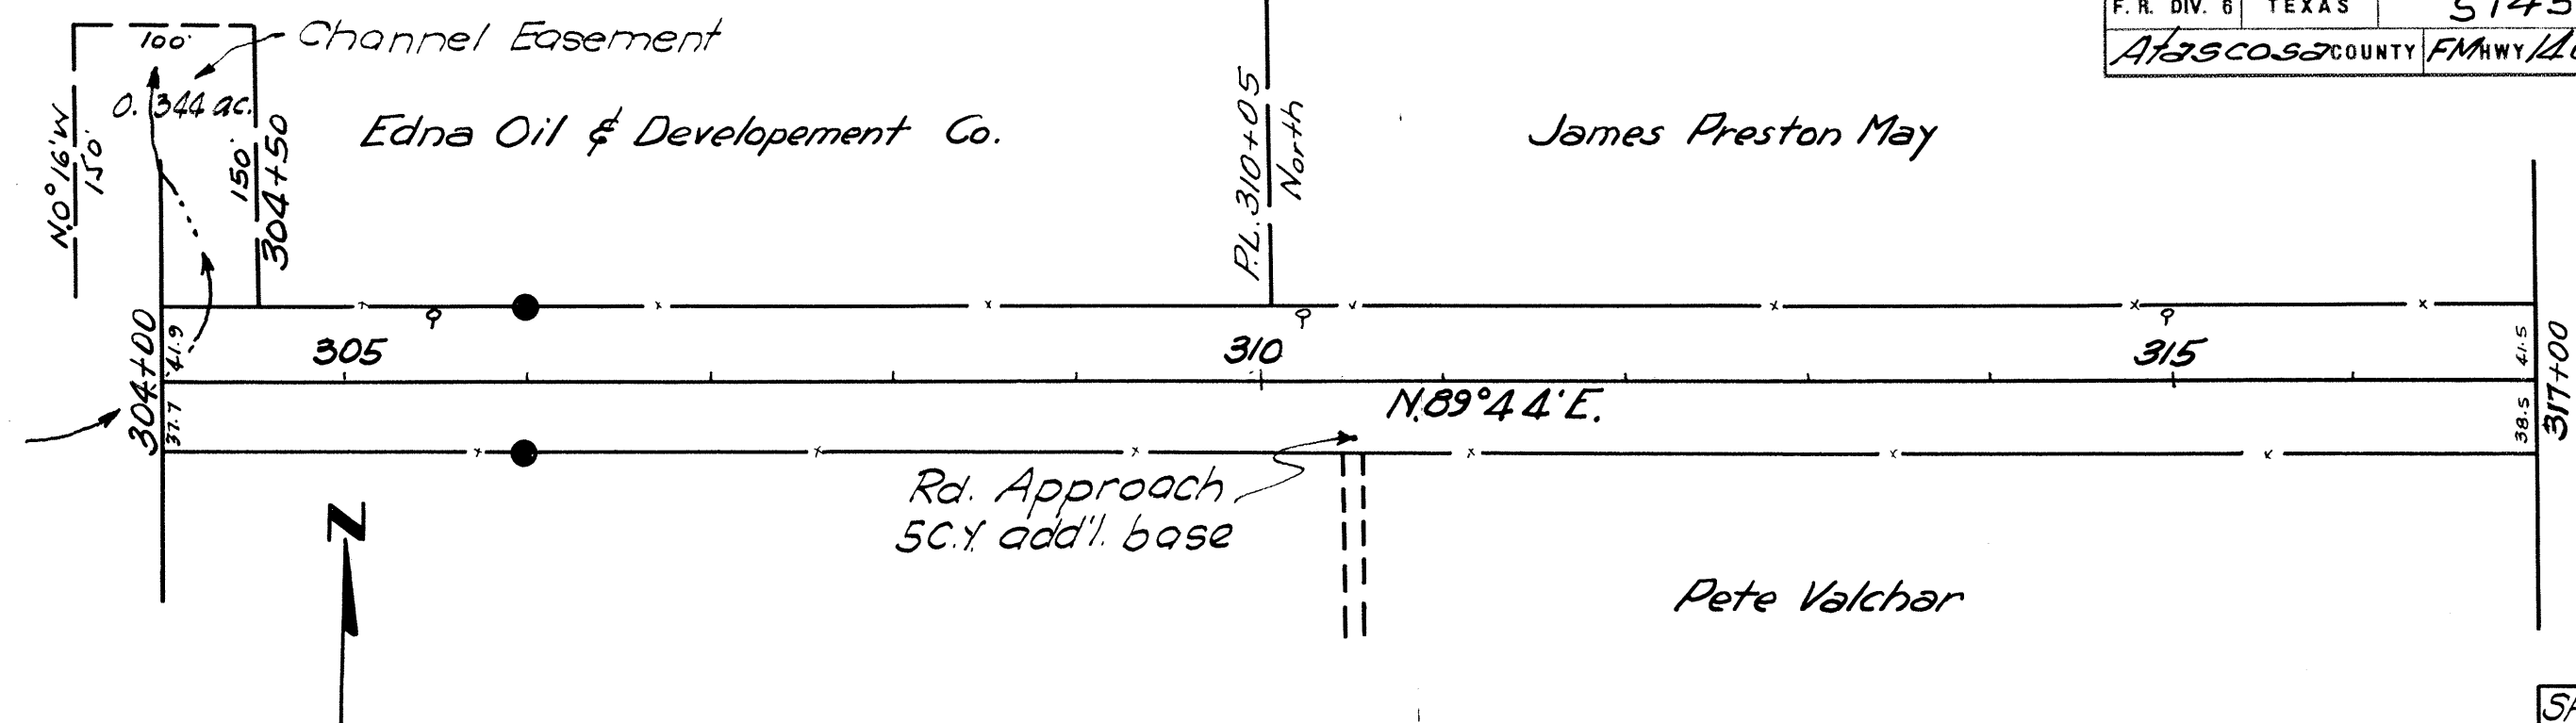 F. R. DIV. 6 TEXAS
Atascosa COUNTY FM HWY
100'
Channel Easement
0.344 ac.
N.0°16'W
150'
150'
304+50
Edna Oil & Developement Co.
P.L. 310+05
North
James Preston May
304+00
41.9
37.7
305
310
315
N.89°44'E.
41.5
38.5
317+00
Rd. Approach
5C.Y. add'l. base
N
Pete Valchar